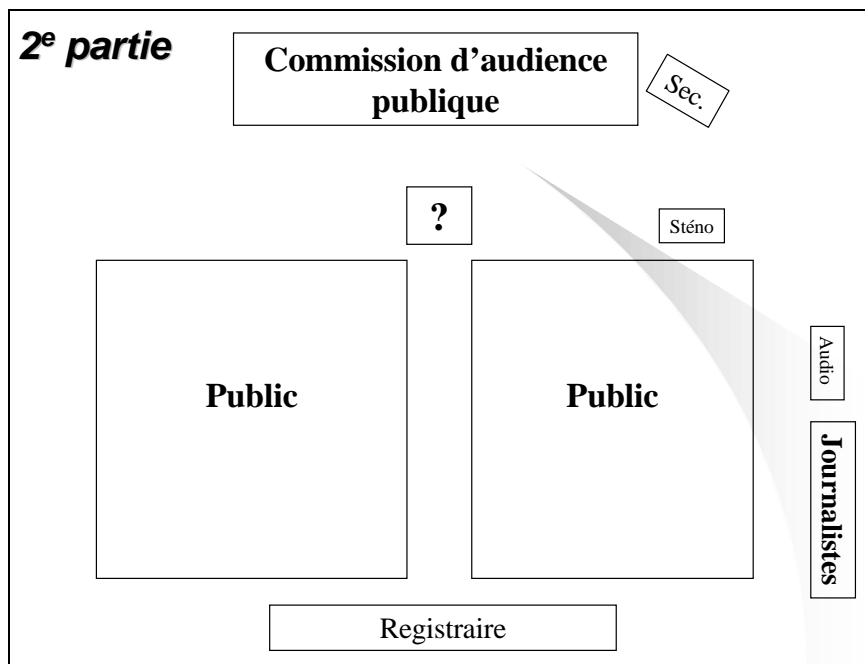 2e partie
Commission d'audience
publique
Sec.
?
Sténo
Public
Public
Audio
Journalistes
Registraire